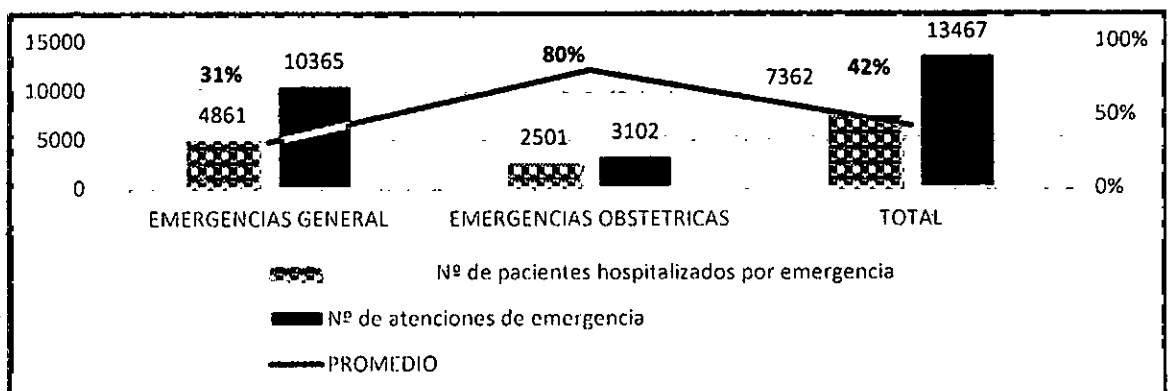 15000 13467 100%
31% 10365 80% 7362 42%
10000 4861 50%
5000 2501 3102
0 0%
EMERGENCIAS GENERAL EMERGENCIAS OBSTETRICAS TOTAL
Nº de pacientes hospitalizados por emergencia
Nº de atenciones de emergencia
PROMEDIO